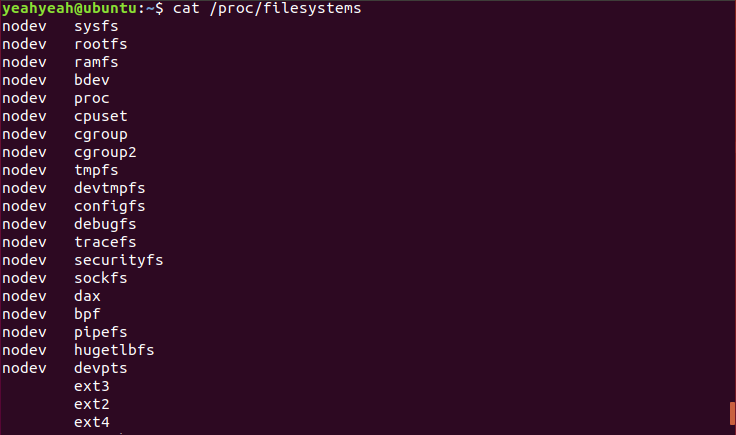 yeahyeah@ubuntu:~$ cat /proc/filesystems
nodev	sysfs
nodev	rootfs
nodev	ramfs
nodev	bdev
nodev	proc
nodev	cpuset
nodev	cgroup
nodev	cgroup2
nodev	tmpfs
nodev	devtmpfs
nodev	configfs
nodev	debugfs
nodev	tracefs
nodev	securityfs
nodev	sockfs
nodev	dax
nodev	bpf
nodev	pipefs
nodev	hugetlbfs
nodev	devpts
	ext3
	ext2
	ext4